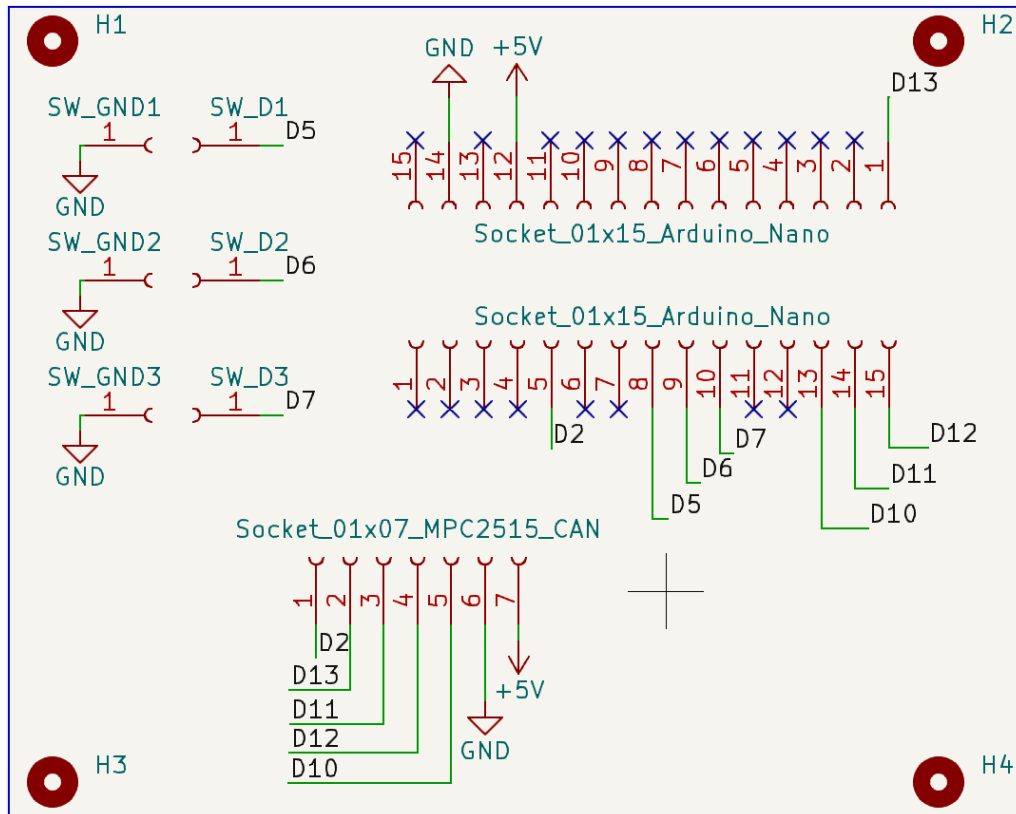 H1
H2
GND +5V
D13
SW_GND1 SW_D1
1 1 D5
GND
15 14 13 12 11 10 9 8 7 6 5 4 3 2 1
Socket_01x15_Arduino_Nano
SW_GND2 SW_D2
1 1 D6
GND
Socket_01x15_Arduino_Nano
1 2 3 4 5 6 7 8 9 10 11 12 13 14 15
SW_GND3 SW_D3
1 1 D7
GND
D2 D7 D12
D6 D11
D5 D10
Socket_01x07_MPC2515_CAN
1 2 3 4 5 6 7
D2
D13
+5V
D11
D12
GND
D10
H3
H4